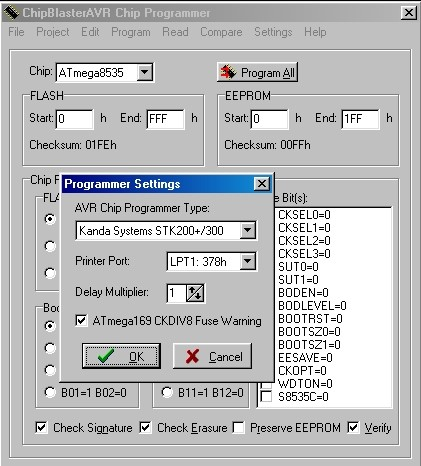 ChipBlasterAVR Chip Programmer
File Project Edit Program Read Compare Settings Help
Chip: ATmega8535 Program All
FLASH EEPROM
Start: 0 h End: FFF h Start: 0 h End: 1FF h
Checksum: 01FEh Checksum: 00FFh
Programmer Settings
AVR Chip Programmer Type:
Kanda Systems STK200+/300
Printer Port: LPT1: 378h
Delay Multiplier: 1
ATmega169 CKDIV8 Fuse Warning
OK Cancel
Chip
FLA
Boo
Bit(s):
CKSEL0=0
CKSEL1=0
CKSEL2=0
CKSEL3=0
SUT0=0
SUT1=0
BODEN=0
BODLEVEL=0
BOOTRST=0
BOOTSZ0=0
BOOTSZ1=0
EESAVE=0
CKOPT=0
WDTON=0
S8535C=0
B01=1 B02=0 B11=1 B12=0
Check Signature Check Erasure Preserve EEPROM Verify